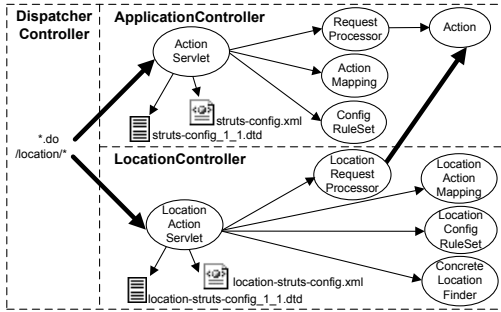 Dispatcher
Controller
*.do
/location/*
ApplicationController
Action
Servlet
Request
Processor
Action
Action
Mapping
Config
RuleSet
struts-config.xml
struts-config_1_1.dtd
LocationController
Location
Request
Processor
Location
Action
Servlet
Location
Action
Mapping
Location
Config
RuleSet
Concrete
Location
Finder
location-struts-config.xml
location-struts-config_1_1.dtd